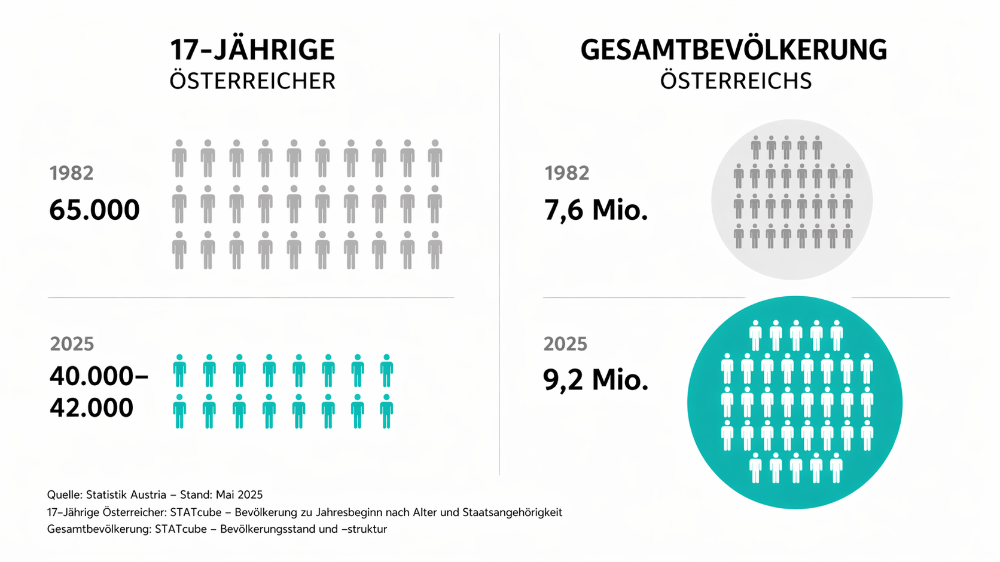 17-JÄHRIGE
ÖSTERREICHER
1982
65.000
2025
40.000–
42.000
GESAMTBEVÖLKERUNG
ÖSTERREICHS
1982
7,6 Mio.
2025
9,2 Mio.
Quelle: Statistik Austria – Stand: Mai 2025
17–Jährige Österreicher: STATcube – Bevölkerung zu Jahresbeginn nach Alter und Staatsangehörigkeit
Gesamtbevölkerung: STATcube – Bevölkerungsstand und –struktur